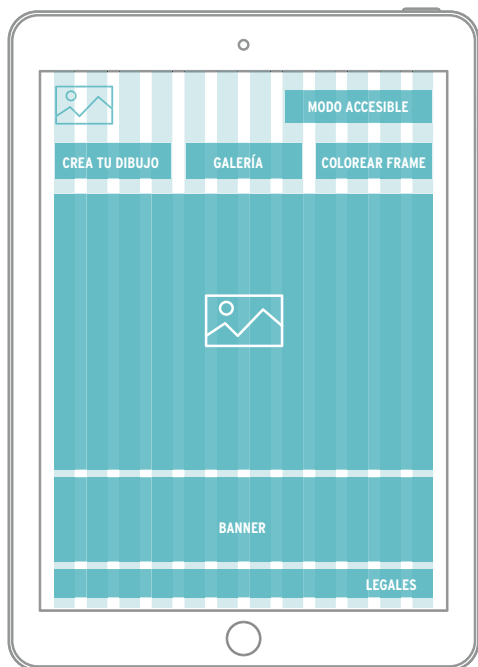 MODO ACCESIBLE
CREA TU DIBUJO
GALERÍA
COLOREAR FRAME
BANNER
LEGALES